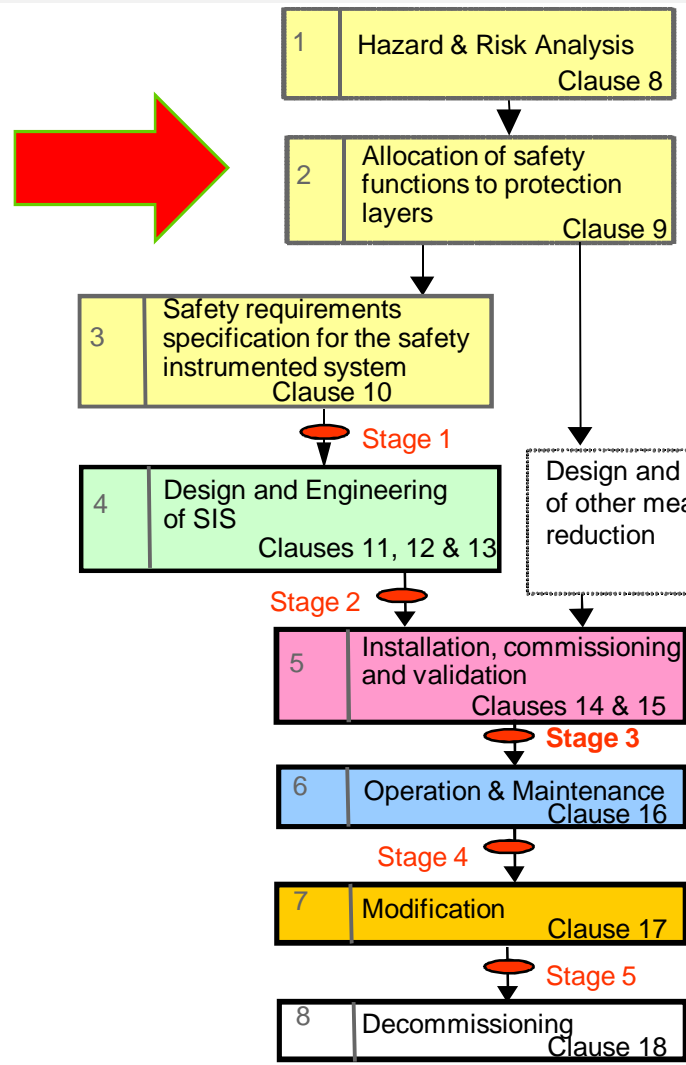 1
Hazard & Risk Analysis
Clause 8
2
Allocation of safety
functions to protection
layers
Clause 9
3
Safety requirements
specification for the safety
instrumented system
Clause 10
Stage 1
4
Design and Engineering
of SIS
Clauses 11, 12 & 13
Design and
of other mea
reduction
Stage 2
5
Installation, commissioning
and validation
Clauses 14 & 15
Stage 3
6
Operation & Maintenance
Clause 16
Stage 4
7
Modification
Clause 17
Stage 5
8
Decommissioning
Clause 18